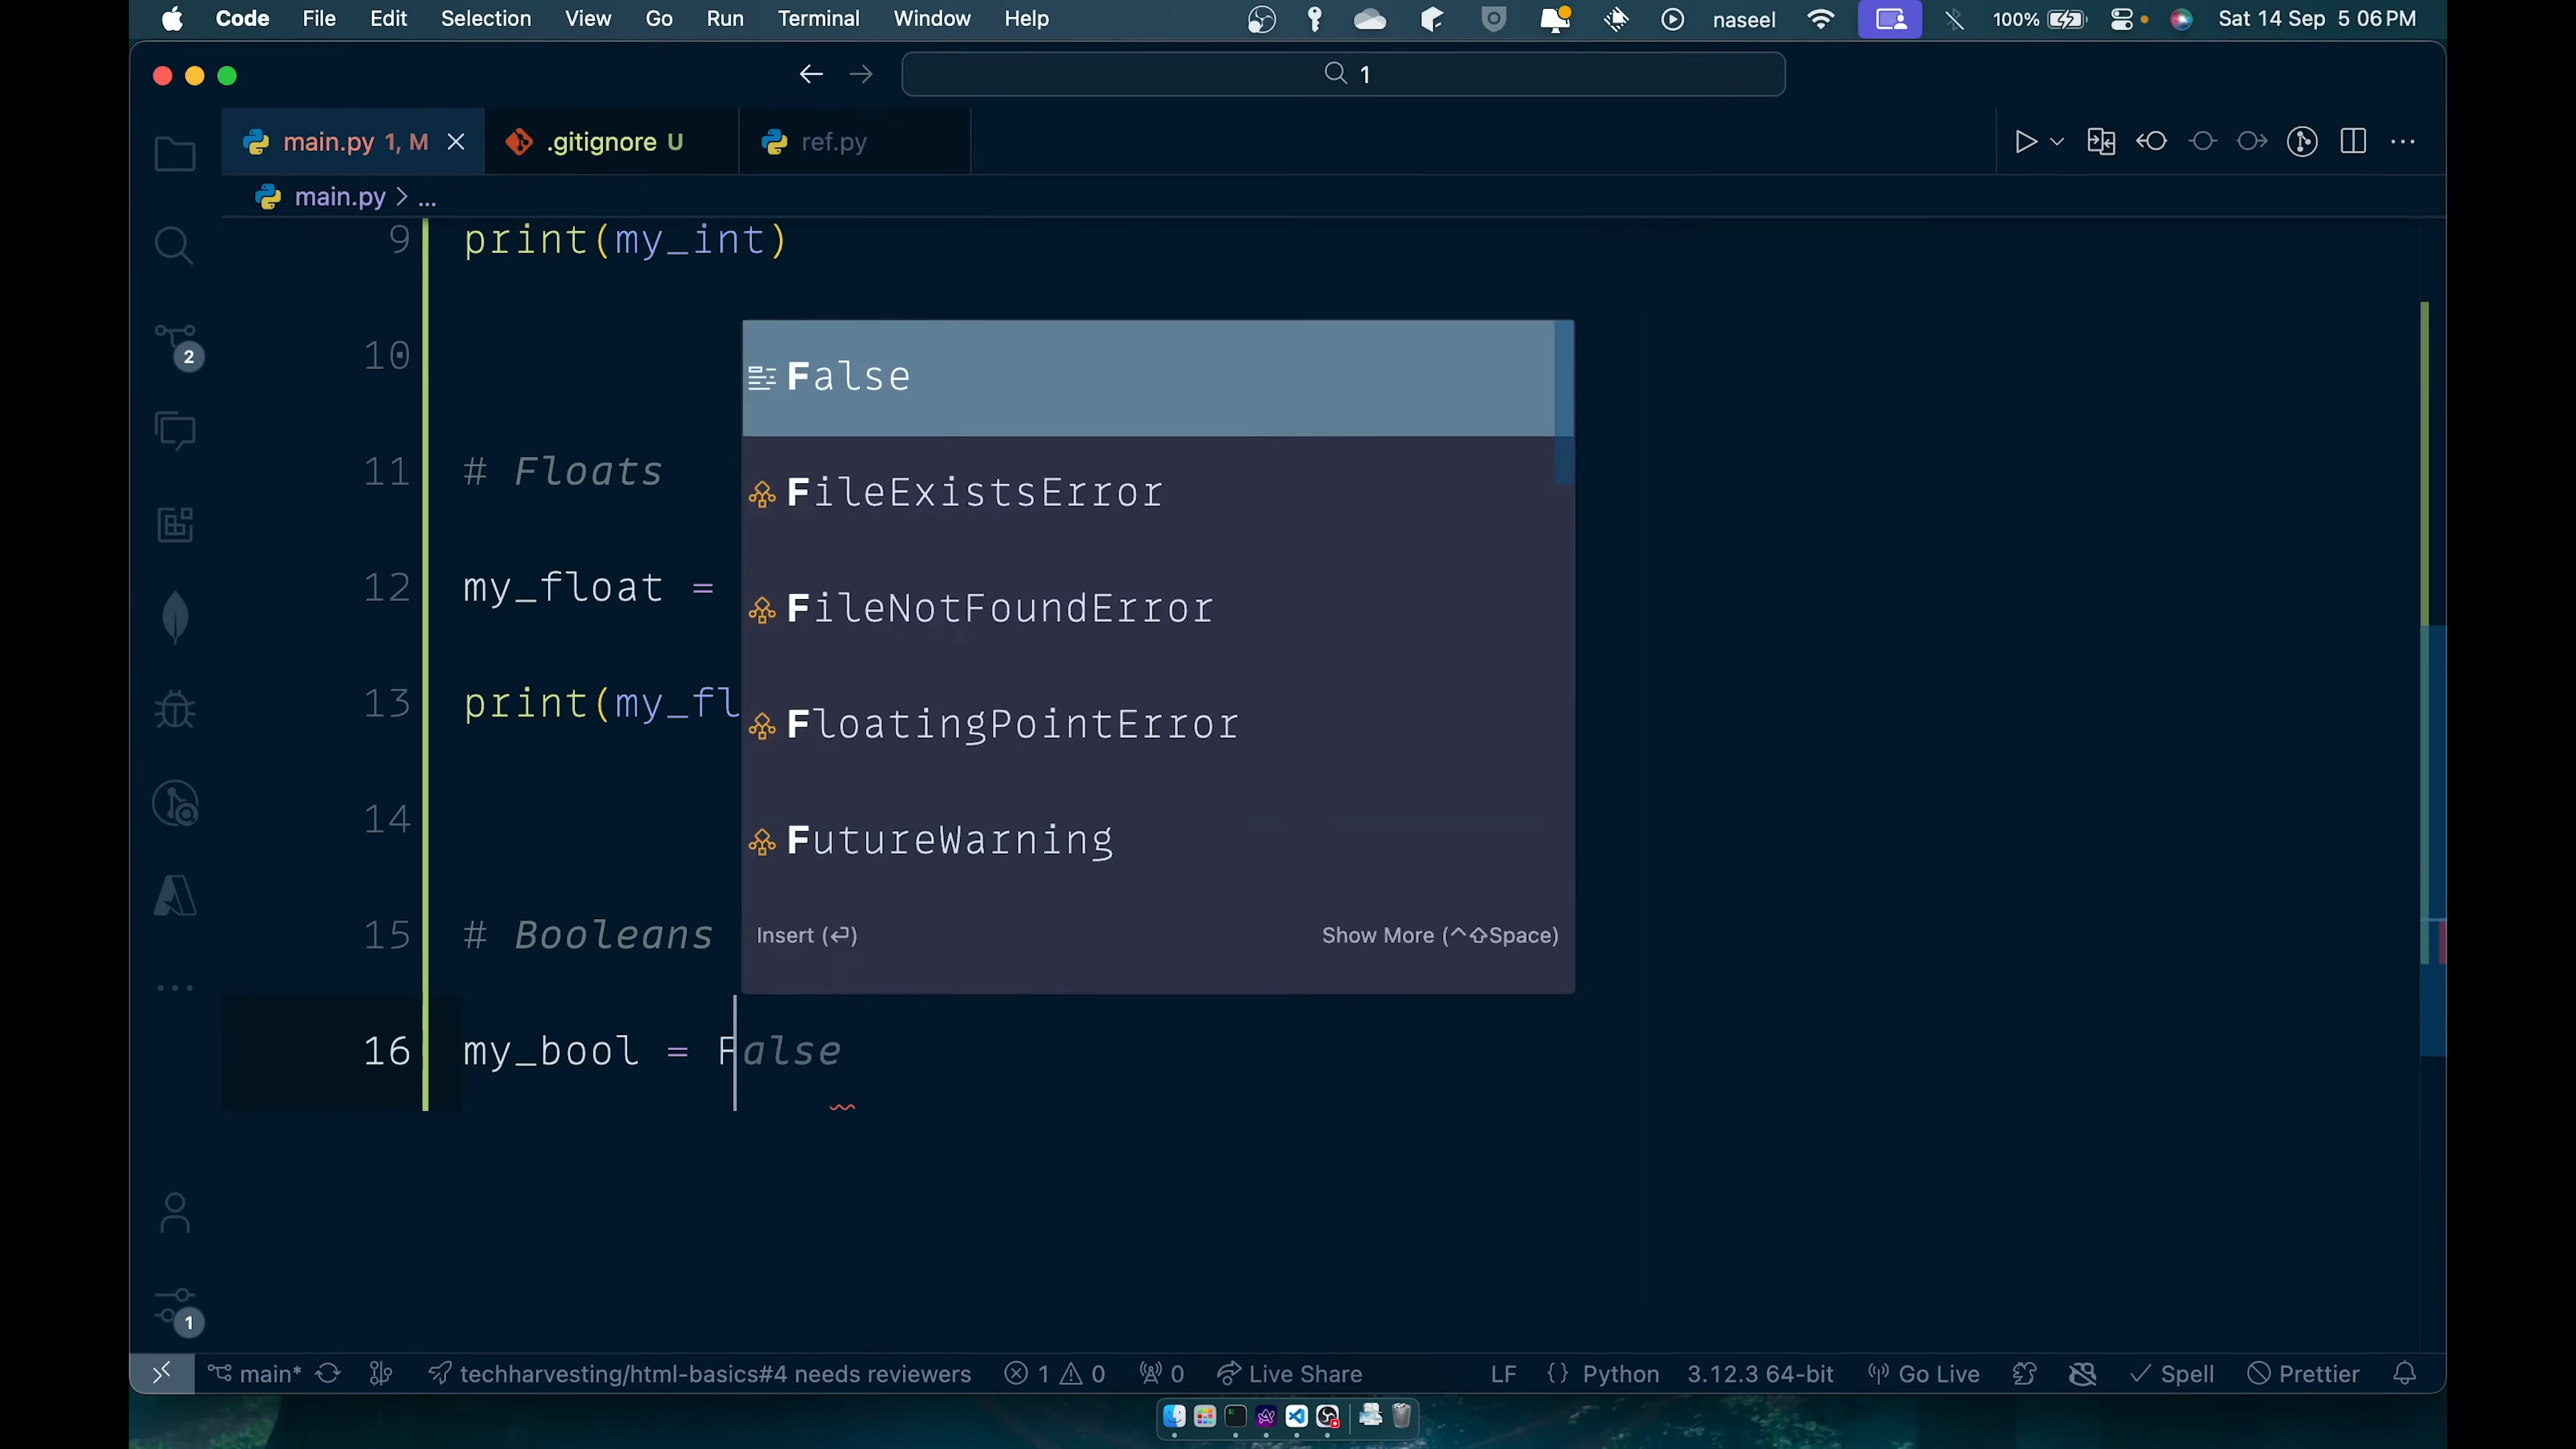 Code File Edit Selection View Go Run Terminal Window Help naseel 100% Sat 14 Sep 5 06 PM
1
main.py 1, M .gitignore U ref.py
main.py > ...
9 print(my_int)
10
11 # Floats
12 my_float =
13 print(my_fl
14
15 # Booleans
16 my_bool = False
False
FileExistsError
FileNotFoundError
FloatingPointError
FutureWarning
Insert (⏎) Show More (^⇧Space)
2
1
main* techharvesting/html-basics#4 needs reviewers 1 0 0 Live Share LF {} Python 3.12.3 64-bit Go Live Spell Prettier